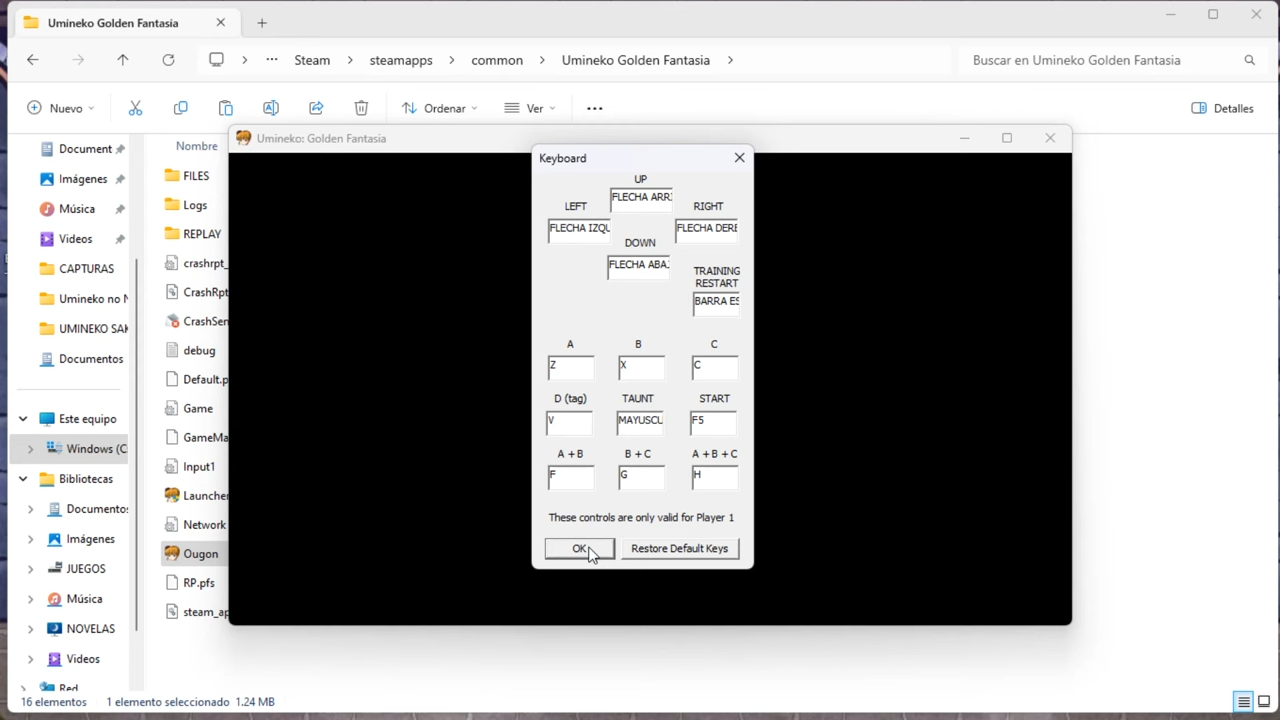 Umineko Golden Fantasia
Steam steamapps common Umineko Golden Fantasia
Buscar en Umineko Golden Fantasia
Nuevo
Ordenar
Ver
Detalles
Document
Imágenes
Música
Videos
CAPTURAS
Umineko no N
UMINEKO SAK
Documentos
Este equipo
Windows (C
Bibliotecas
Documentos
Imágenes
JUEGOS
Música
NOVELAS
Videos
Red
Nombre
FILES
Logs
REPLAY
crashrpt_
CrashRpt
CrashSen
debug
Default.p
Game
GameMa
Input1
Launcher
Network
Ougon
RP.pfs
steam_ap
Umineko: Golden Fantasia
Keyboard
UP
FLECHA ARRI
LEFT
RIGHT
FLECHA IZQU
FLECHA DERE
DOWN
FLECHA ABAJ
TRAINING
RESTART
BARRA ES
A B C
Z X C
D (tag) TAUNT START
V MAYUSCU F5
A +B B + C A + B + C
F G H
These controls are only valid for Player 1
OK
Restore Default Keys
16 elementos 1 elemento seleccionado 1.24 MB